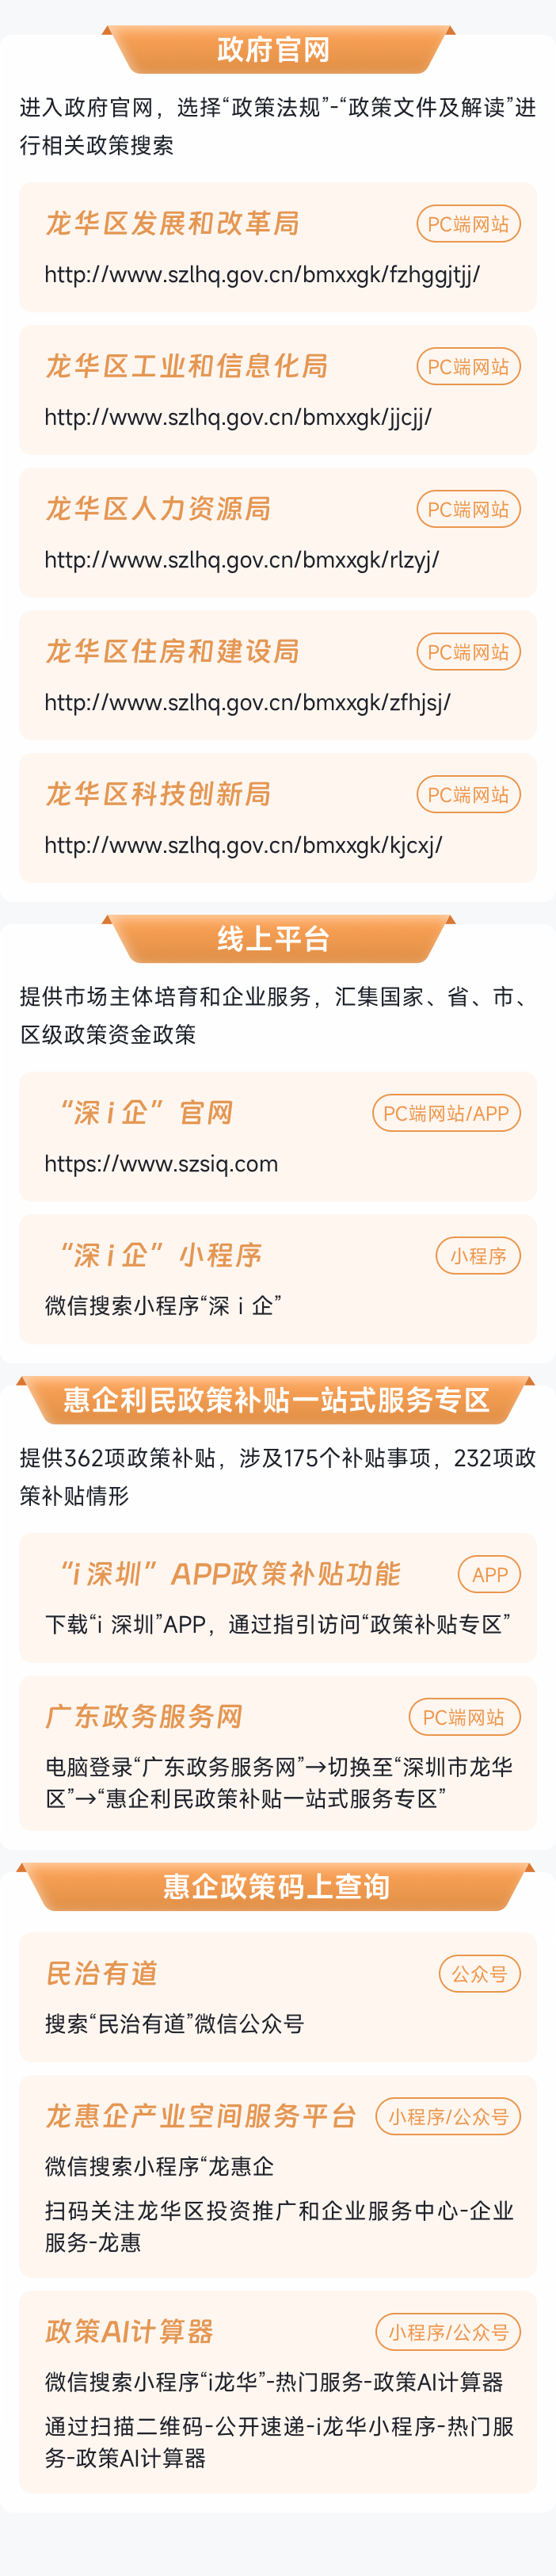 政府官网
进入政府官网，选择“政策法规”-“政策文件及解读”进
行相关政策搜索
龙华区发展和改革局
PC端网站
http://www.szlhq.gov.cn/bmxxgk/fzhggjtjj/
龙华区工业和信息化局
PC端网站
http://www.szlhq.gov.cn/bmxxgk/jjcjj/
龙华区人力资源局
PC端网站
http://www.szlhq.gov.cn/bmxxgk/rlzyj/
龙华区住房和建设局
PC端网站
http://www.szlhq.gov.cn/bmxxgk/zfhjsj/
龙华区科技创新局
PC端网站
http://www.szlhq.gov.cn/bmxxgk/kjcxj/
线上平台
提供市场主体培育和企业服务，汇集国家、省、市、
区级政策资金政策
“深 i 企”官网
PC端网站/APP
https://www.szsiq.com
“深 i 企”小程序
小程序
微信搜索小程序“深 i 企”
惠企利民政策补贴一站式服务专区
提供362项政策补贴，涉及175个补贴事项，232项政
策补贴情形
“i 深圳”APP政策补贴功能
APP
下载“i 深圳”APP，通过指引访问“政策补贴专区”
广东政务服务网
PC端网站
电脑登录“广东政务服务网”→切换至“深圳市龙华
区”→“惠企利民政策补贴一站式服务专区”
惠企政策码上查询
民治有道
公众号
搜索“民治有道”微信公众号
龙惠企产业空间服务平台
小程序/公众号
微信搜索小程序“龙惠企
扫码关注龙华区投资推广和企业服务中心-企业
服务-龙惠
政策AI计算器
小程序/公众号
微信搜索小程序“i龙华”-热门服务-政策AI计算器
通过扫描二维码-公开速递-i龙华小程序-热门服
务-政策AI计算器